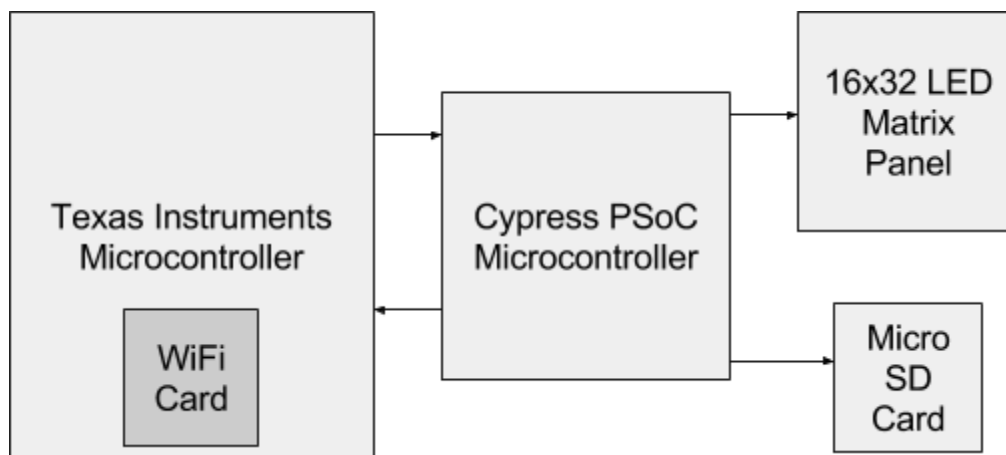 Texas Instruments
Microcontroller
WiFi
Card
Cypress PSoC
Microcontroller
16x32 LED
Matrix
Panel
Micro
SD
Card